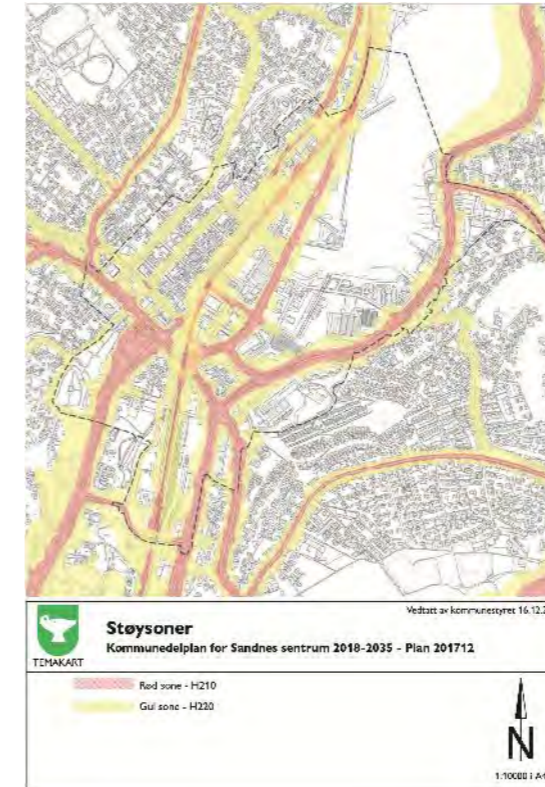 Vedtatt av kommunestyret 16.12.
Støysoner
Kommunedelplan for Sandnes sentrum 2018-2035 - Plan 201712
TEMAKART
Rød sone - H210
Gul sone - H220
N
1:10000 i A4